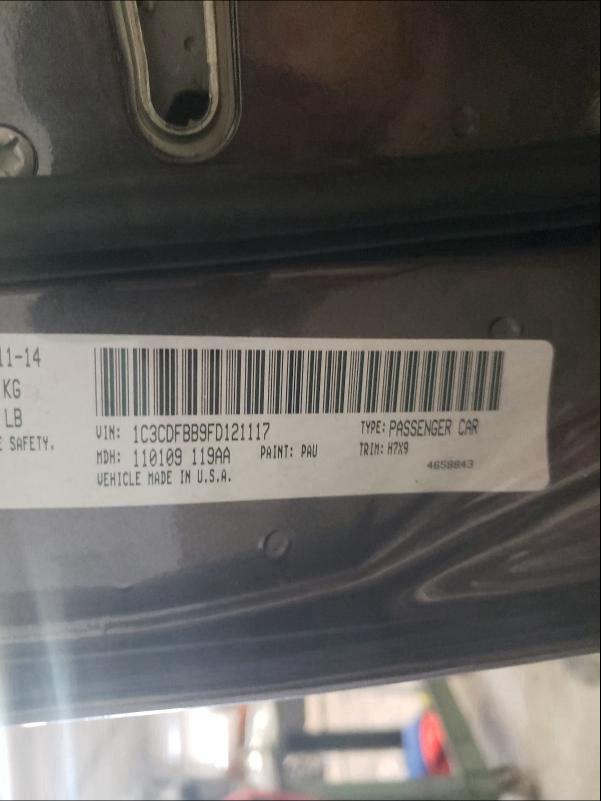 11-14
KG
LB
E SAFETY.
VIN: 1C3CDFBB9FD121117 TYPE: PASSENGER CAR
MDH: 110109 119AA PAINT: PAU TRIM: H7X9
VEHICLE MADE IN U.S.A. 4658843